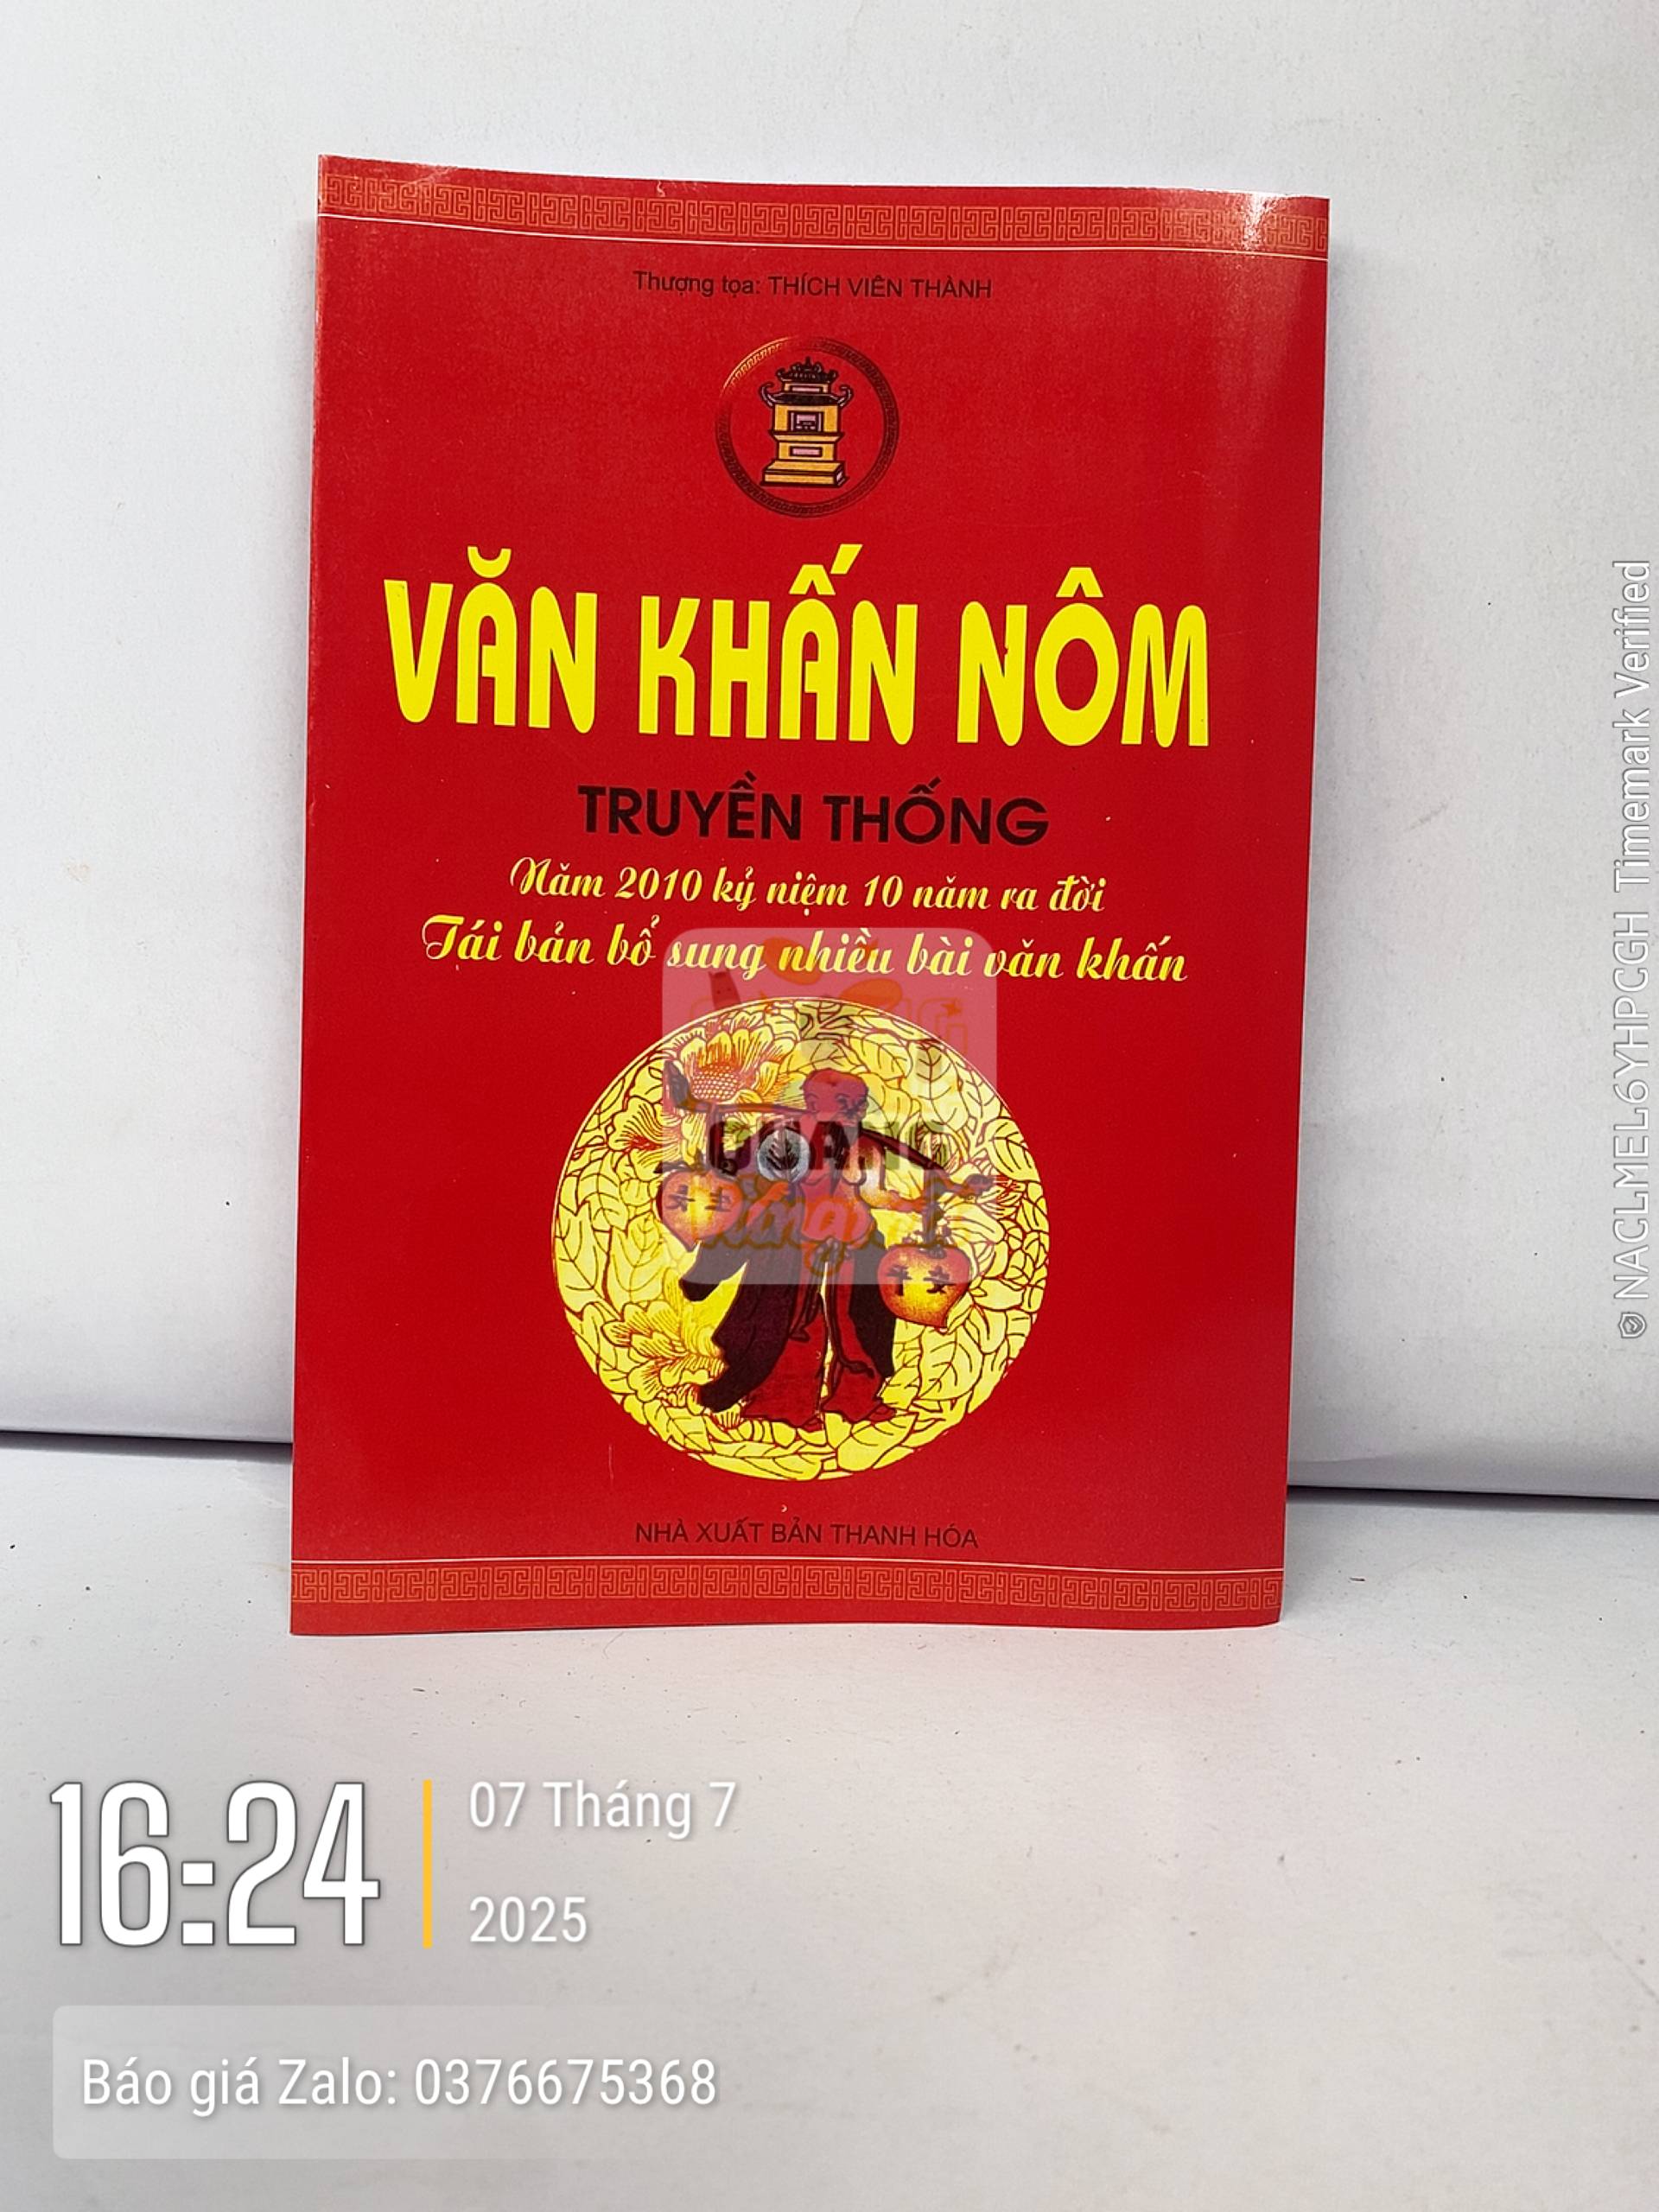 Thượng tọa: THÍCH VIÊN THÀNH
VĂN KHẤN NÔM
TRUYỀN THỐNG
Năm 2010 kỷ niệm 10 năm ra đời
Tái bản bổ sung nhiều bài văn khấn
NHÀ XUẤT BẢN THANH HÓA
16:24
07 Tháng 7
2025
Báo giá Zalo: 0376675368
NACLMEL6YHPCGH Timemark Verified